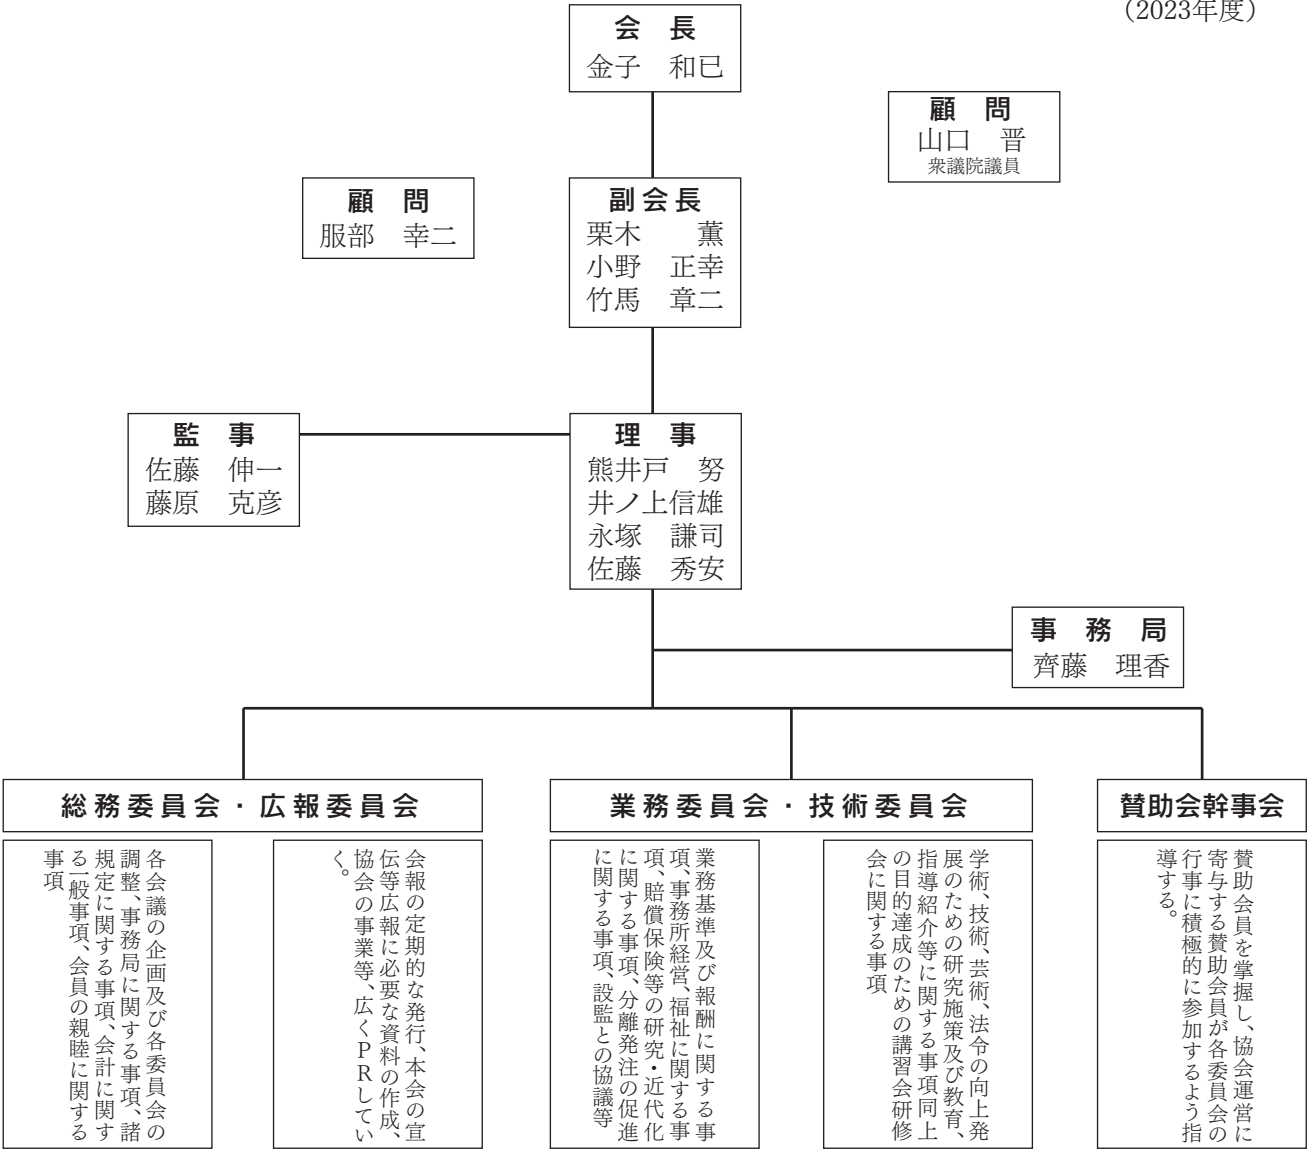 （2023年度）
会　長
金子　和已
顧　問
山口　晋
衆議院議員
顧　問
服部　幸二
副会長
栗木　　薫
小野　正幸
竹馬　章二
監　事
佐藤　伸一
藤原　克彦
理　事
熊井戸　努
井ノ上信雄
永塚　謙司
佐藤　秀安
事　務　局
齊藤　理香
総務委員会・広報委員会
各会議の企画及び各委員会の
調整、事務局に関する事項、諸
規定に関する事項、会計に関す
る一般事項、会員の親睦に関する
事項
会報の定期的な発行、本会の宣
伝等広報に必要な資料の作成、
協会の事業等、広くＰＲしてい
く。
業務委員会・技術委員会
業務基準及び報酬に関する事
項、事務所経営、福祉に関する事
項、賠償保険等の研究・近代化
に関する事項、分離発注の促進
に関する事項、設監との協議等
に関する事項
学術、技術、芸術、法令の向上発
展のための研究施策及び教育、
指導紹介等に関する事項同上
の目的達成のための講習会研修
会に関する事項
賛助会幹事会
賛助会員を掌握し、協会運営に
寄与する賛助会員が各委員会の
行事に積極的に参加するよう指
導する。